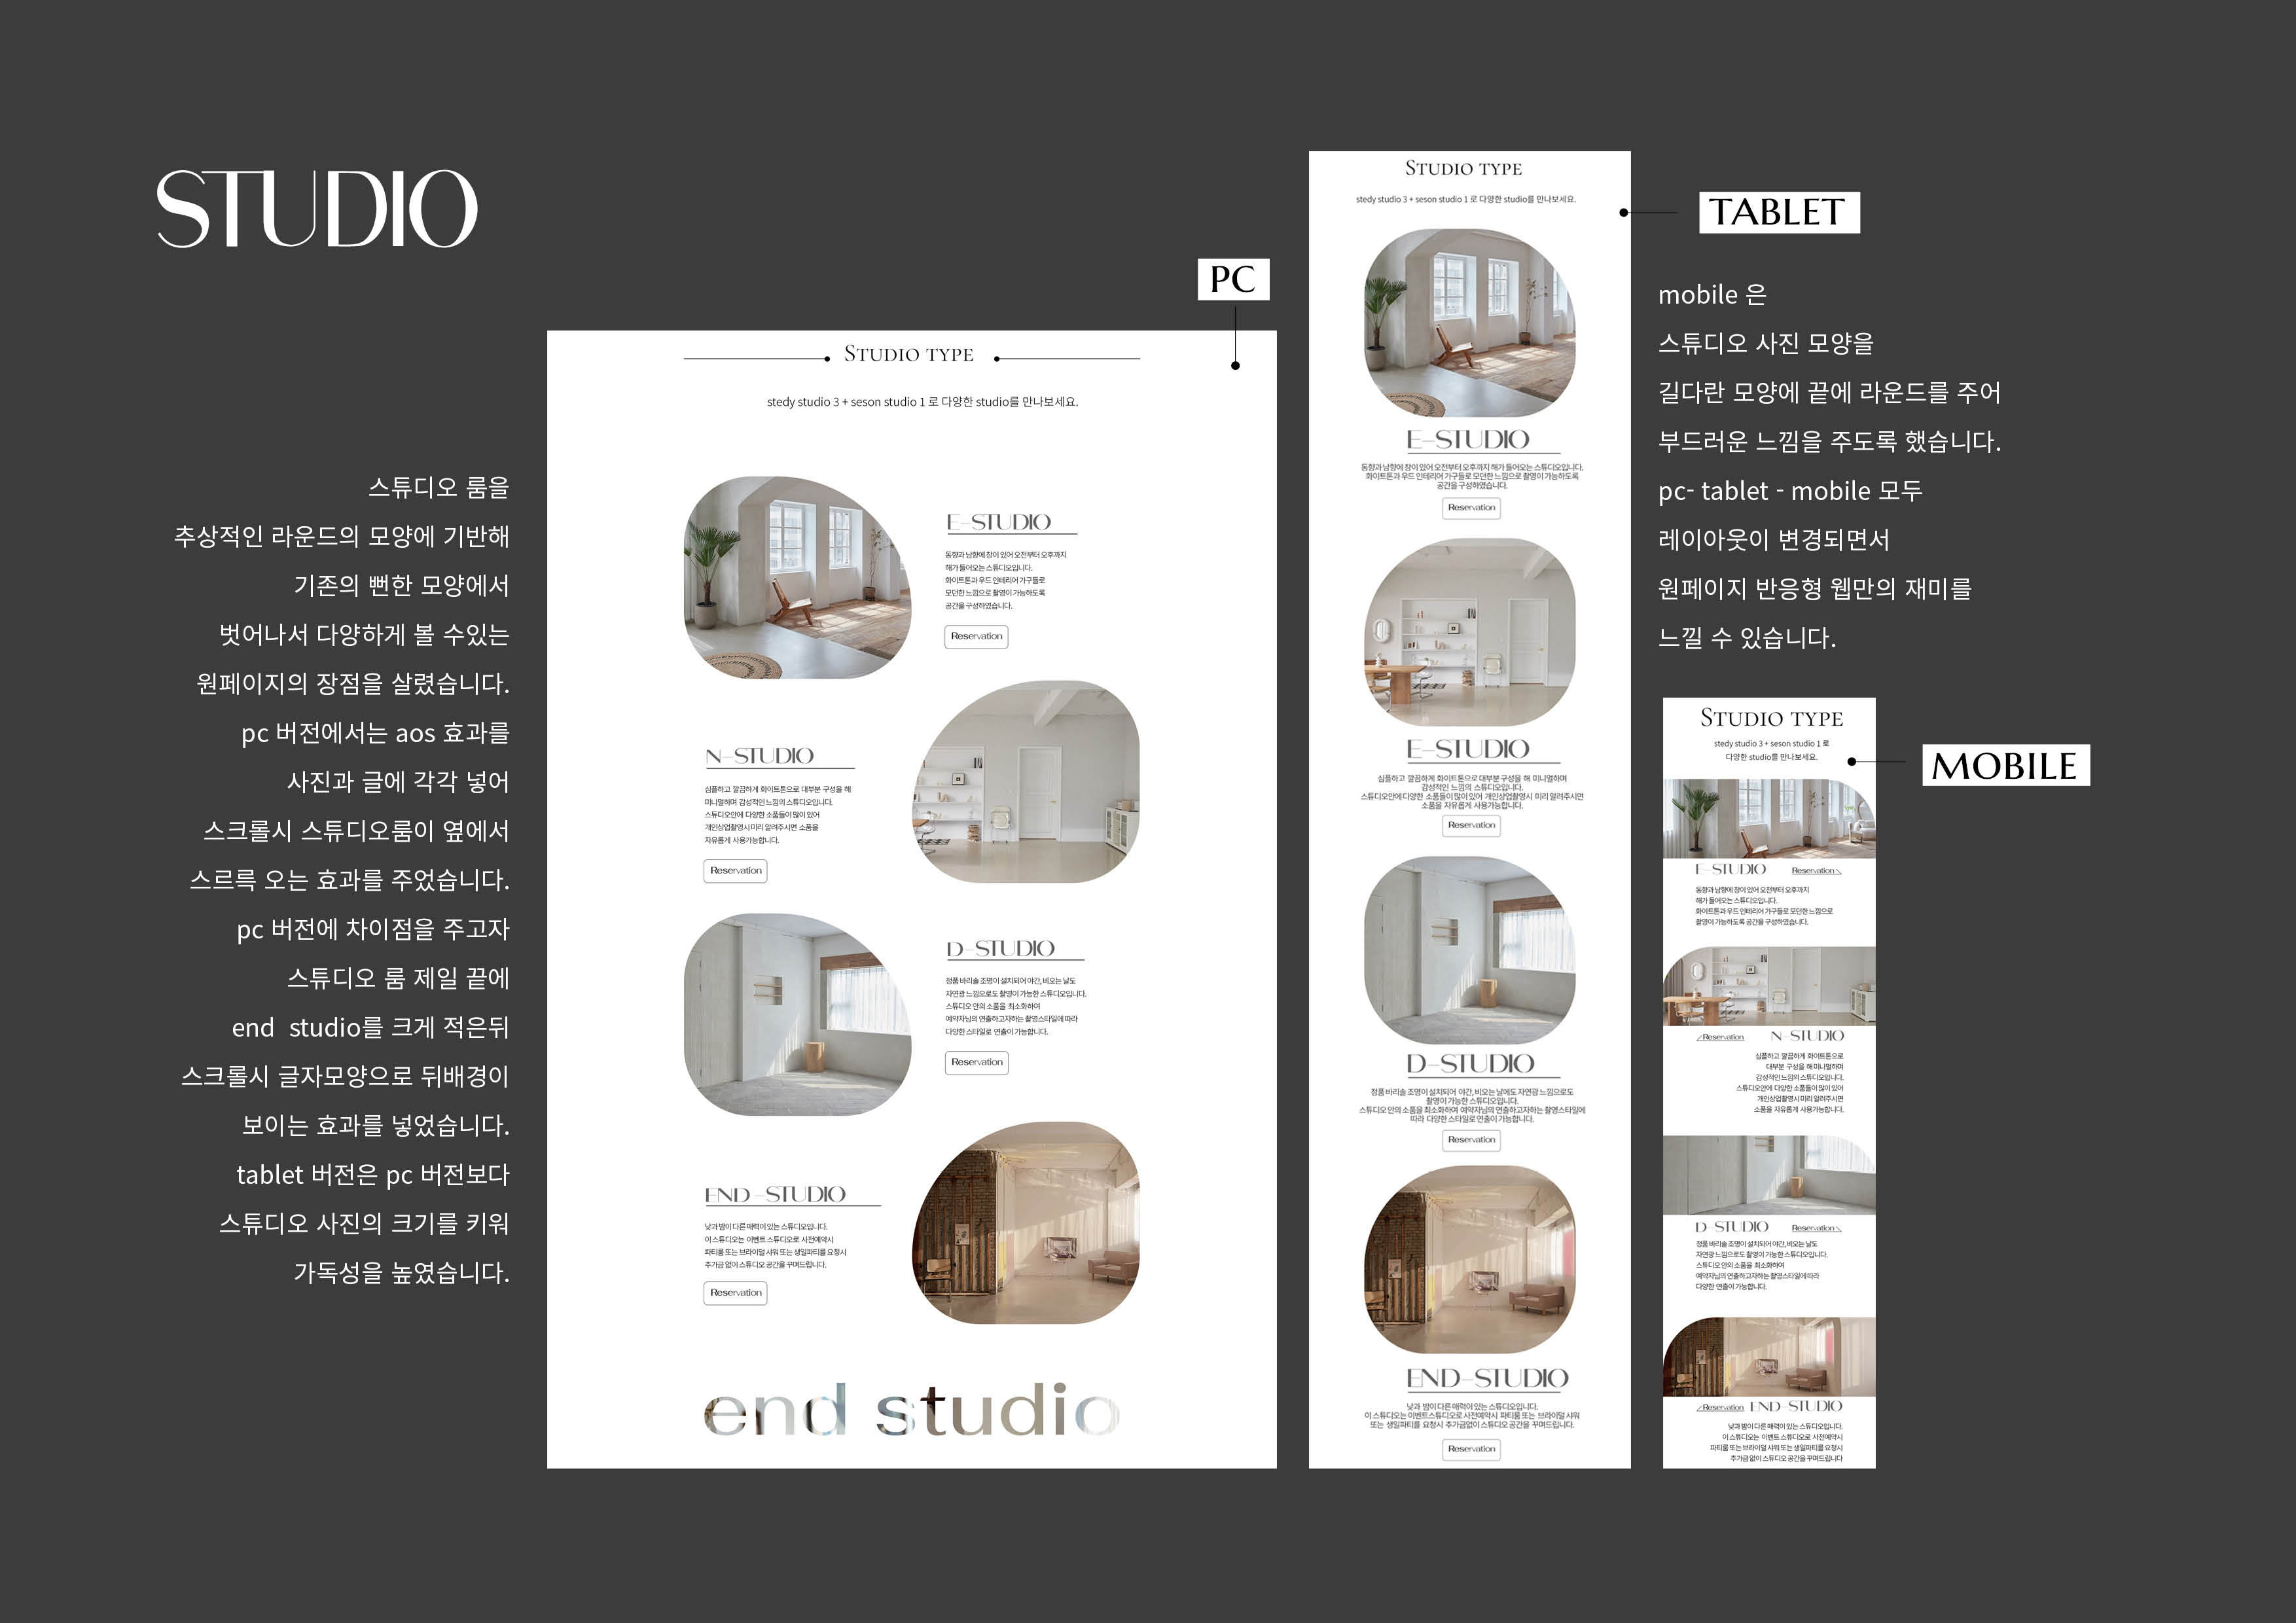 STUDIO
스튜디오 룸을
추상적인 라운드의 모양에 기반해
기존의 뻔한 모양에서
벗어나서 다양하게 볼 수있는
원페이지의 장점을 살렸습니다.
pc 버전에서는 aos 효과를
사진과 글에 각각 넣어
스크롤시 스튜디오룸이 옆에서
스르륵 오는 효과를 주었습니다.
pc 버전에 차이점을 주고자
스튜디오 룸 제일 끝에
end studio를 크게 적은뒤
스크롤시 글자모양으로 뒤배경이
보이는 효과를 넣었습니다.
tablet 버전은 pc 버전보다
스튜디오 사진의 크기를 키워
가독성을 높였습니다.
PC
STUDIO TYPE
stedy studio 3 + seson studio 1 로 다양한 studio를 만나보세요.
E-STUDIO
동향과 남향에 창이 있어 오전부터 오후까지
해가 들어오는 스튜디오입니다.
화이트톤과 우드 인테리어 가구들로
모던한 느낌으로 촬영이 가능하도록
공간을 구성하였습니다.
Reservation
N-STUDIO
심플하고 깔끔하게 화이트톤으로 대부분 구성을 해
미니멀하며 감성적인 느낌의 스튜디오입니다.
스튜디오안에 다양한 소품들이 많이 있어
개인상업촬영시 미리 알려주시면 소품을
자유롭게 사용가능합니다.
Reservation
D-STUDIO
정품 바리솔 조명이 설치되어 야간, 비오는 날도
자연광 느낌으로도 촬영이 가능한 스튜디오입니다.
스튜디오 안의 소품을 최소화하여
예약자님의 연출하고자하는 촬영스타일에 따라
다양한 스타일로 연출이 가능합니다.
Reservation
END-STUDIO
낮과 밤이 다른 매력이 있는 스튜디오입니다.
이 스튜디오는 이벤트 스튜디오로 사전예약시
파티룸 또는 브라이덜 샤워 또는 생일파티를 요청시
추가금 없이 스튜디오 공간을 꾸며드립니다.
Reservation
end studio
TABLET
STUDIO TYPE
stedy studio 3 + seson studio 1 로 다양한 studio를 만나보세요.
E-STUDIO
동향과 남향에 창이 있어 오전부터 오후까지 해가 들어오는 스튜디오입니다.
화이트톤과 우드 인테리어 가구들로 모던한 느낌으로 촬영이 가능하도록
공간을 구성하였습니다.
Reservation
E-STUDIO
심플하고 깔끔하게 화이트톤으로 대부분 구성을 해 미니멀하며
감성적인 느낌의 스튜디오입니다.
스튜디오안에 다양한 소품들이 많이 있어 개인상업촬영시 미리 알려주시면
소품을 자유롭게 사용가능합니다.
Reservation
D-STUDIO
정품 바리솔 조명이 설치되어 야간, 비오는 날에도 자연광 느낌으로도
촬영이 가능한 스튜디오입니다.
스튜디오 안의 소품을 최소화하여 예약자님의 연출하고자하는 촬영스타일에
따라 다양한 스타일로 연출이 가능합니다.
Reservation
END-STUDIO
낮과 밤이 다른 매력이 있는 스튜디오입니다.
이 스튜디오는 이벤트스튜디오로 사전예약시 파티룸 또는 브라이덜 샤워
또는 생일파티를 요청시 추가금없이 스튜디오 공간을 꾸며드립니다.
Reservation
mobile 은
스튜디오 사진 모양을
길다란 모양에 끝에 라운드를 주어
부드러운 느낌을 주도록 했습니다.
pc- tablet - mobile 모두
레이아웃이 변경되면서
원페이지 반응형 웹만의 재미를
느낄 수 있습니다.
MOBILE
STUDIO TYPE
stedy studio 3 + seson studio 1 로
다양한 studio를 만나보세요.
E-STUDIO Reservation
동향과 남향에 창이 있어 오전부터 오후까지
해가 들어오는 스튜디오입니다.
화이트톤과 우드 인테리어 가구들로 모던한 느낌으로
촬영이 가능하도록 공간을 구성하였습니다.
Reservation N-STUDIO
심플하고 깔끔하게 화이트톤으로
대부분 구성을 해 미니멀하며
감성적인 느낌의 스튜디오입니다.
스튜디오안에 다양한 소품들이 많이 있어
개인상업촬영시 미리 알려주시면
소품을 자유롭게 사용가능합니다.
D-STUDIO Reservation
정품 바리솔 조명이 설치되어 야간, 비오는 날도
자연광 느낌으로도 촬영이 가능한 스튜디오입니다.
스튜디오 안의 소품을 최소화하여
예약자님의 연출하고자하는 촬영스타일에 따라
다양한 연출이 가능합니다.
Reservation END-STUDIO
낮과 밤이 다른 매력이 있는 스튜디오입니다.
이 스튜디오는 이벤트 스튜디오로 사전예약시
파티룸 또는 브라이덜 샤워 또는 생일파티를 요청시
추가금 없이 스튜디오 공간을 꾸며드립니다